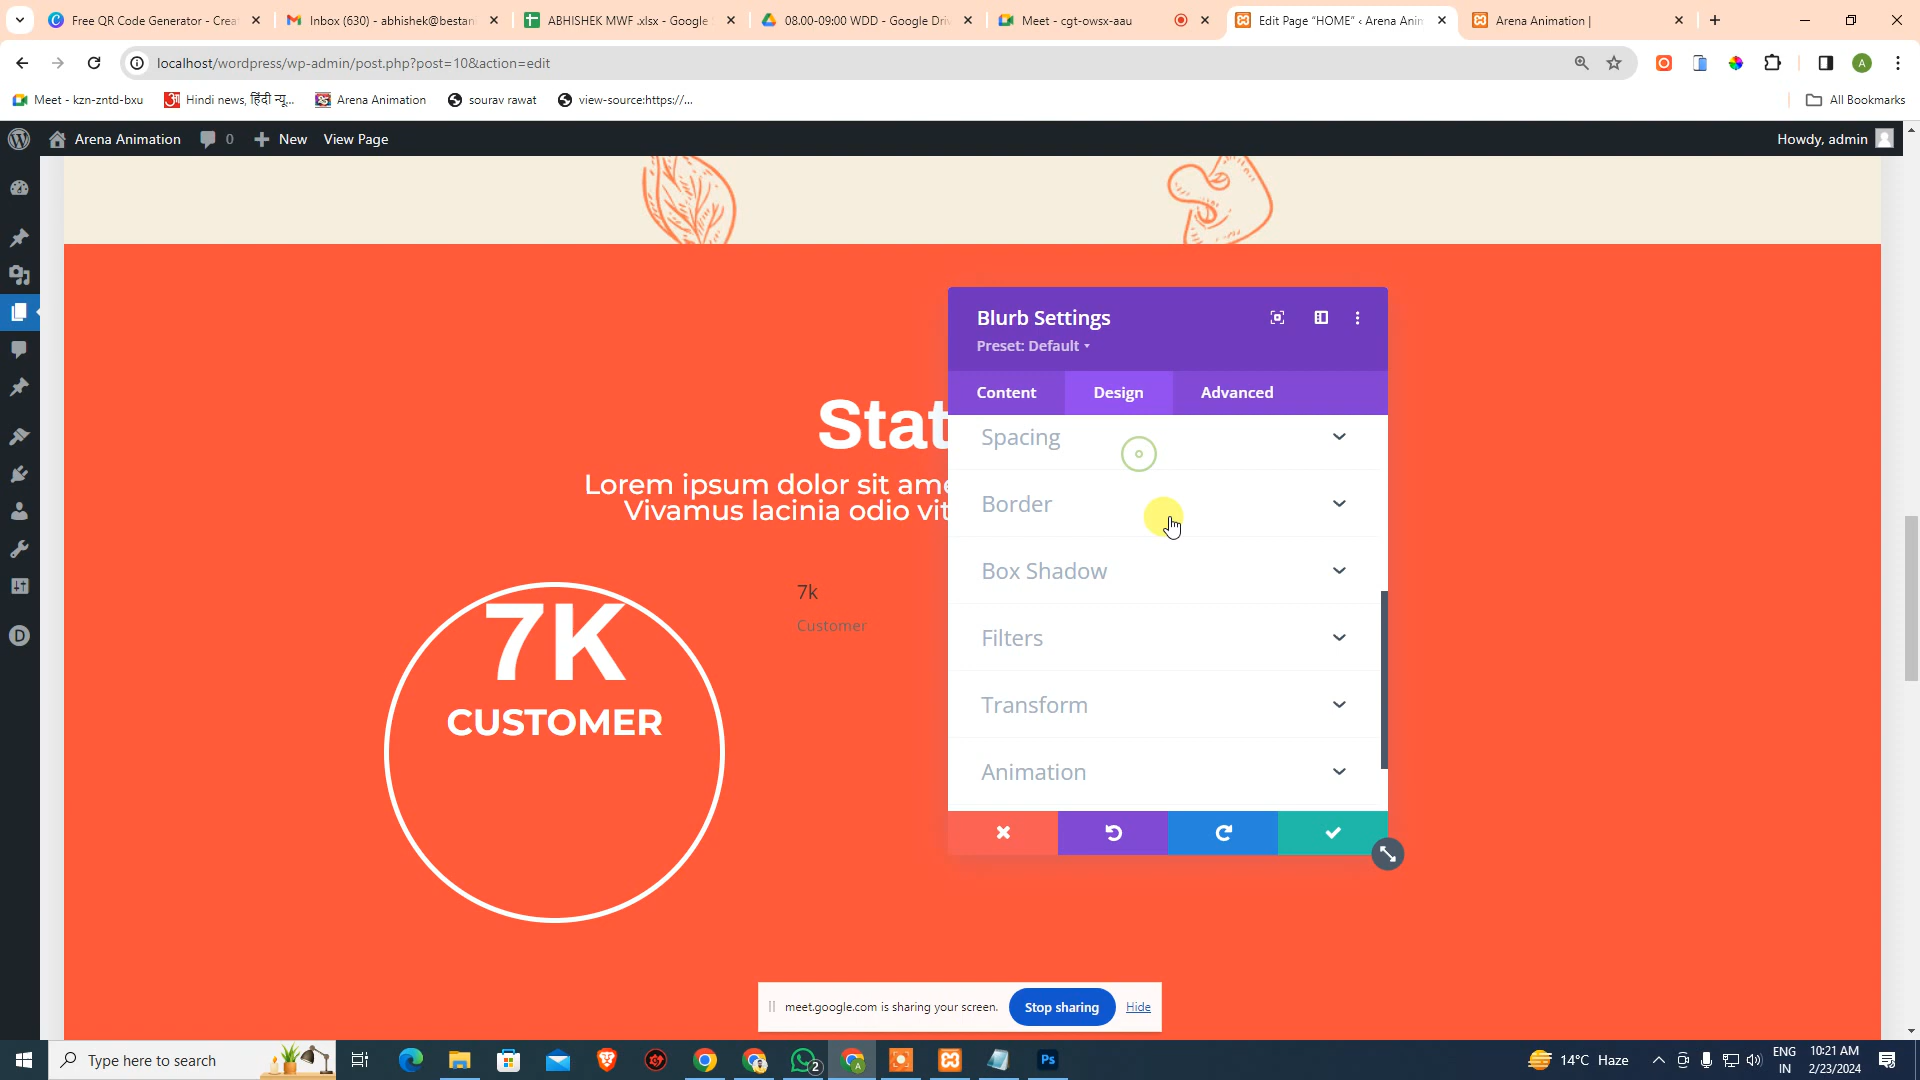 Free QR Code Generator - Crea
Inbox (630) - abhishek@bestan
ABHISHEK MWF .xlsx - Google
08.00-09:00 WDD - Google Driv
Meet - cgt-owsx-aau
Edit Page "HOME" ‹ Arena Anim
Arena Animation |
localhost/wordpress/wp-admin/post.php?post=10&action=edit
A
Meet - kzn-zntd-bxu
Hindi news, हिंदी न्यू...
Arena Animation
sourav rawat
view-source:https://...
All Bookmarks
Arena Animation
0
New
View Page
Howdy, admin
Blurb Settings
Preset: Default
Content
Design
Advanced
Stat
Spacing
Lorem ipsum dolor sit ame
Vivamus lacinia odio vit
Border
Box Shadow
7K
CUSTOMER
7k
Customer
Filters
Transform
Animation
D
meet.google.com is sharing your screen.
Stop sharing
Hide
Type here to search
2
A
Ps
14°C Haze
ENG
IN
10:21 AM
2/23/2024